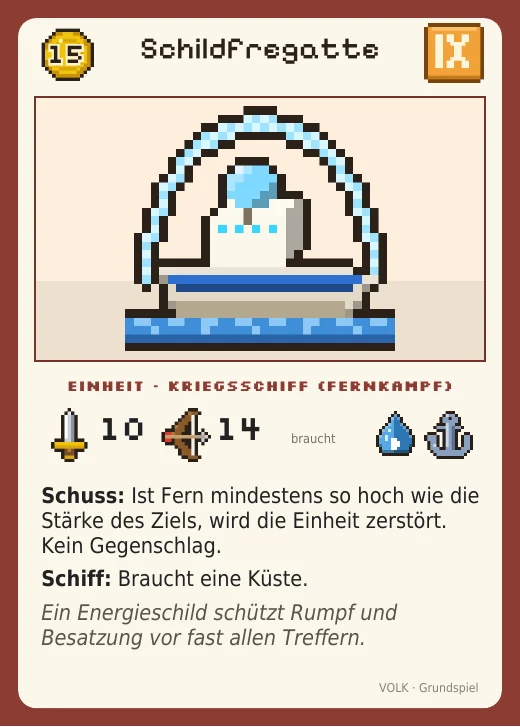 15
Schildfregatte
IX
EINHEIT · KRIEGSSCHIFF (FERNKAMPF)
10 14 braucht
Schuss: Ist Fern mindestens so hoch wie die
Stärke des Ziels, wird die Einheit zerstört.
Kein Gegenschlag.
Schiff: Braucht eine Küste.
Ein Energieschild schützt Rumpf und
Besatzung vor fast allen Treffern.
VOLK · Grundspiel